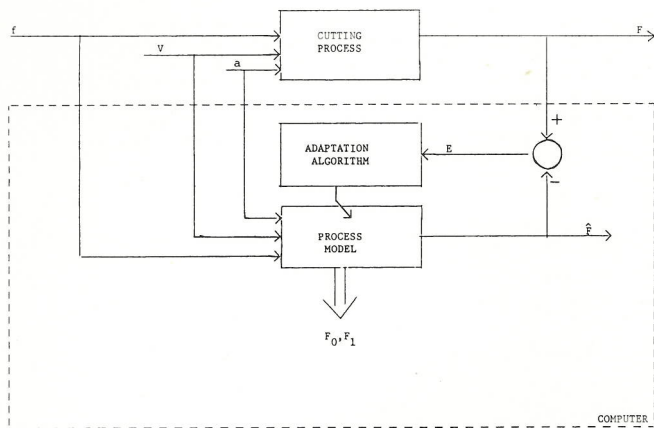 f
V
a
CUTTING
PROCESS
F
+
ADAPTATION
ALGORITHM
E
−
PROCESS
MODEL
F̂
F₀,F₁
COMPUTER